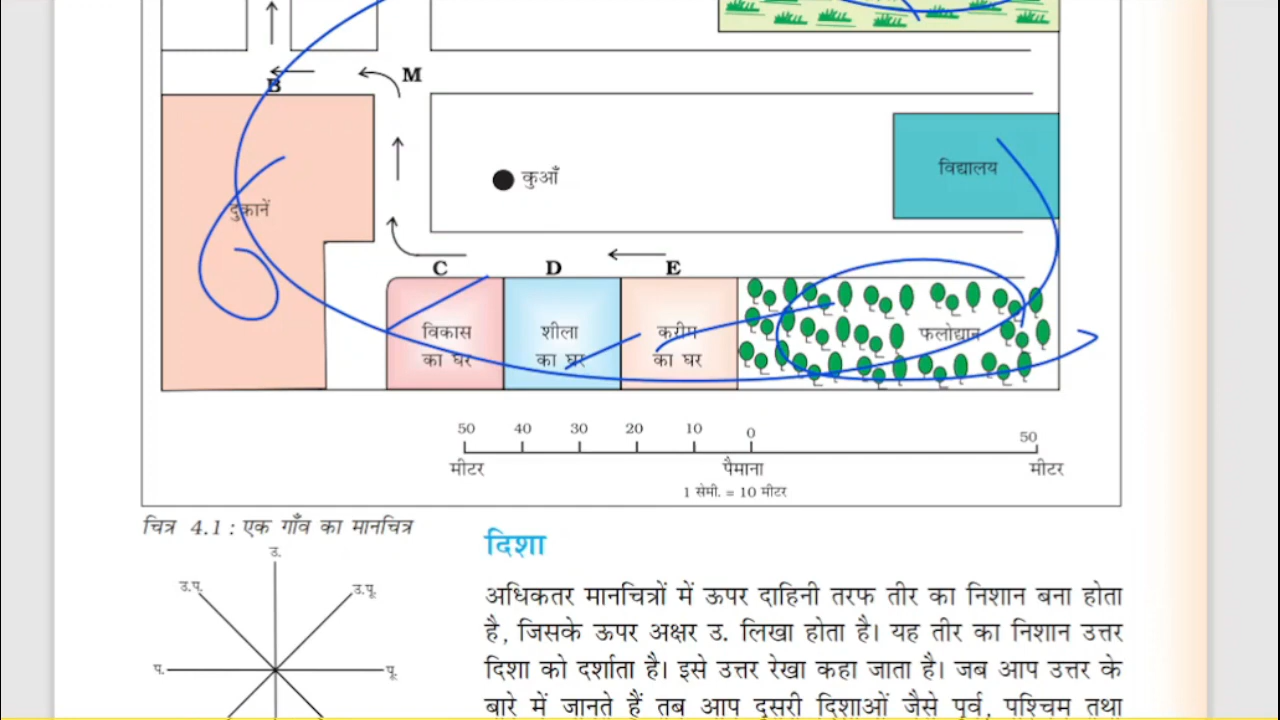 M
B
कुआँ
विद्यालय
दुकानें
C D E
विकास
का घर
शीला
का घर
करीम
का घर
फलोद्यान
50 40 30 20 10 0 50
मीटर पैमाना मीटर
1 सेमी. = 10 मीटर
चित्र 4.1 : एक गाँव का मानचित्र
उ.
उ.प. उ.पू.
प. पू.
दिशा
अधिकतर मानचित्रों में ऊपर दाहिनी तरफ तीर का निशान बना होता
है, जिसके ऊपर अक्षर उ. लिखा होता है। यह तीर का निशान उत्तर
दिशा को दर्शाता है। इसे उत्तर रेखा कहा जाता है। जब आप उत्तर के
बारे में जानते हैं तब आप दूसरी दिशाओं जैसे पूर्व, पश्चिम तथा